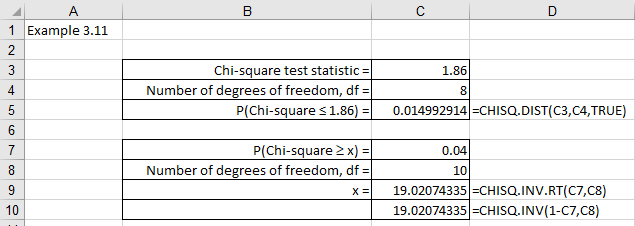 A B C D
1 Example 3.11
2
3 Chi-square test statistic = 1.86
4 Number of degrees of freedom, df = 8
5 P(Chi-square ≤ 1.86) = 0.014992914 =CHISQ.DIST(C3,C4,TRUE)
6
7 P(Chi-square ≥ x) = 0.04
8 Number of degrees of freedom, df = 10
9 x = 19.02074335 =CHISQ.INV.RT(C7,C8)
10 19.02074335 =CHISQ.INV(1-C7,C8)